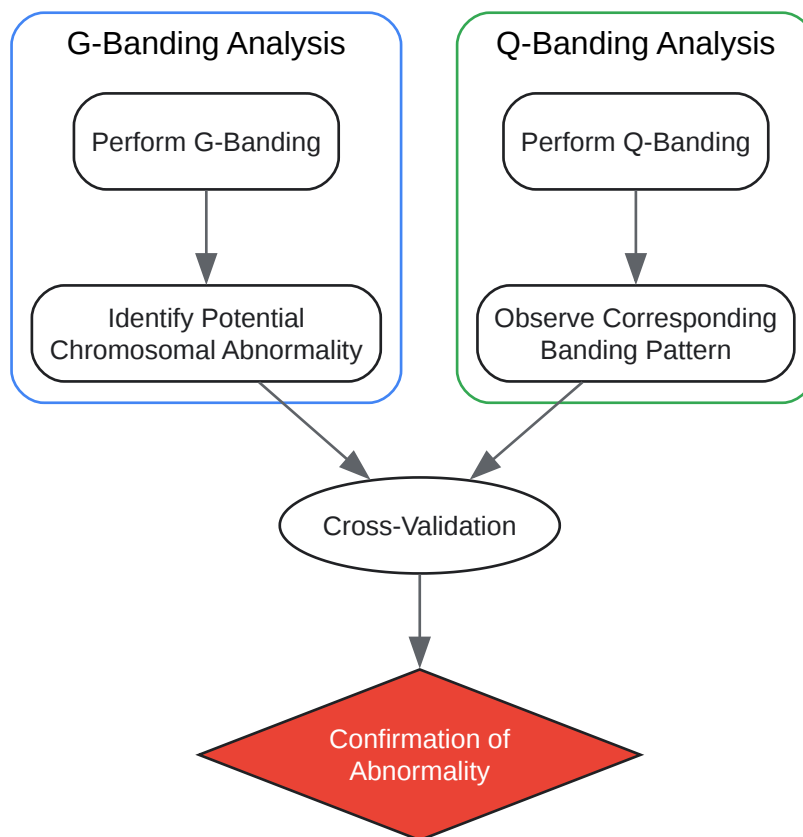 G-Banding Analysis
Perform G-Banding
Identify Potential
Chromosomal Abnormality
Q-Banding Analysis
Perform Q-Banding
Observe Corresponding
Banding Pattern
Cross-Validation
Confirmation of
Abnormality